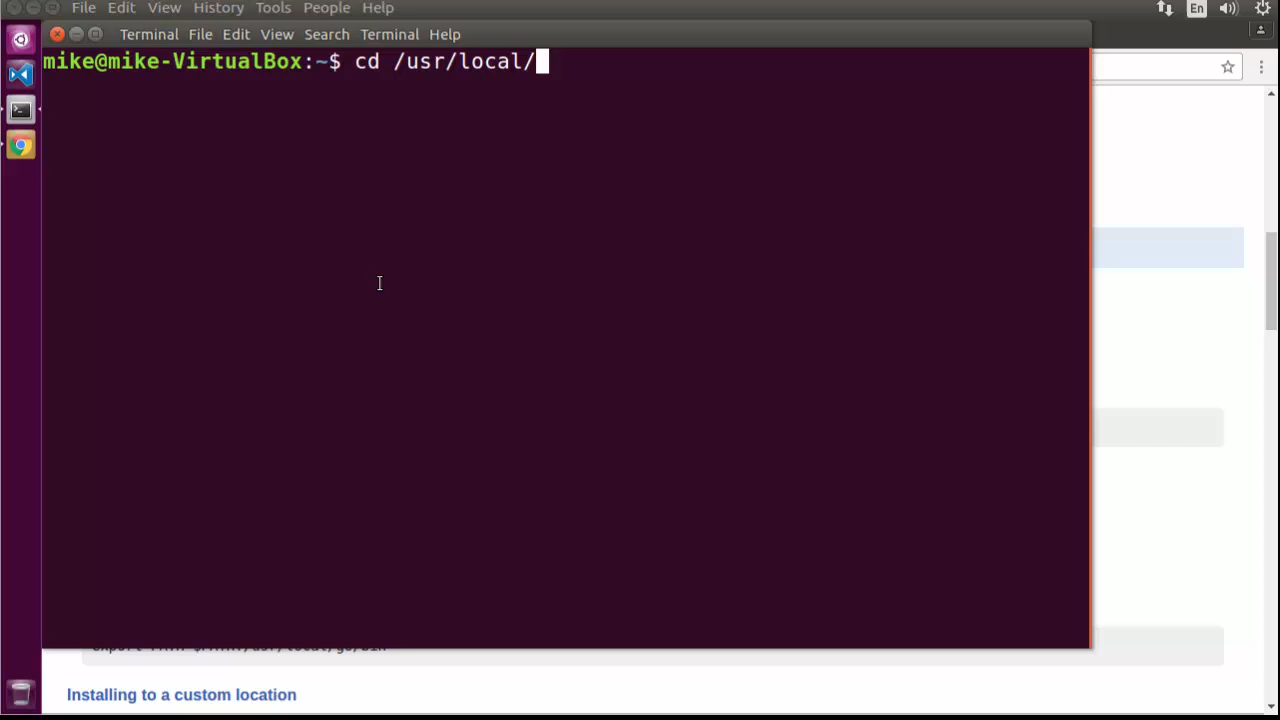 File Edit View History Tools People Help
En
Terminal File Edit View Search Terminal Help
mike@mike-VirtualBox:~$ cd /usr/local/
Installing to a custom location